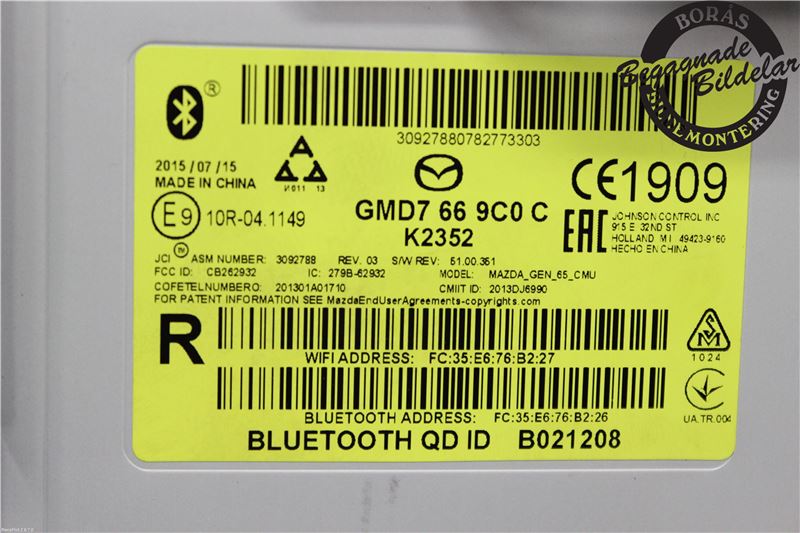 BORÅS
Begagnade
Bildelar
MONTERING
®
30927880782773303
2015/07/15
MADE IN CHINA
A
И011 13
CE1909
E9 10R-04.1149
GMD7 66 9C0 C
K2352
EAC
JOHNSON CONTROL INC
915 E 32ND ST
HOLLAND M I 49423-9160
HECHO EN CHINA
JCI™ ASM NUMBER: 3092788 REV. 03 S/W REV: 51.00.361
FCC ID: CB262932 IC: 279B-62932 MODEL: MAZDA_GEN_65_CMU
COFETELNUMBERO: 201301A01710 CMIIT ID: 2013DJ6990
FOR PATENT INFORMATION SEE MazdaEndUserAgreements-copyrights.com
R
WIFI ADDRESS: FC:35:E6:76:B2:27
1024
BLUETOOTH ADDRESS: FC:35:E6:76:B2:26
UA.TR.004
BLUETOOTH QD ID B021208